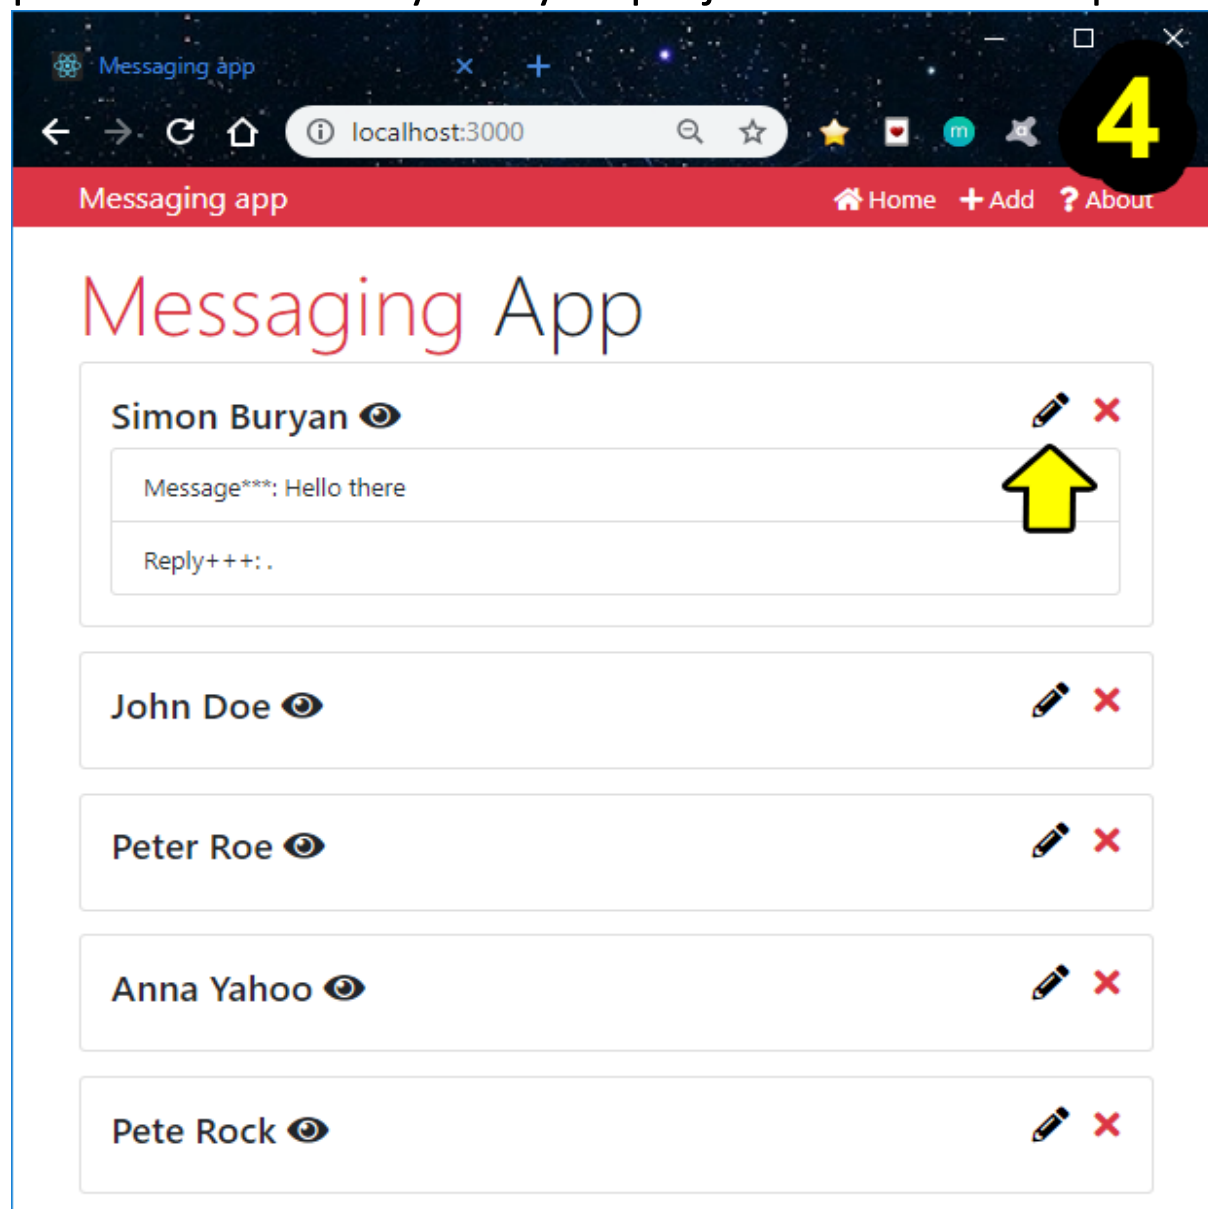 Messaging app
4
localhost:3000
m
Messaging app Home Add ? About
Messaging App
Simon Buryan
Message***: Hello there
Reply+++: .
John Doe
Peter Roe
Anna Yahoo
Pete Rock